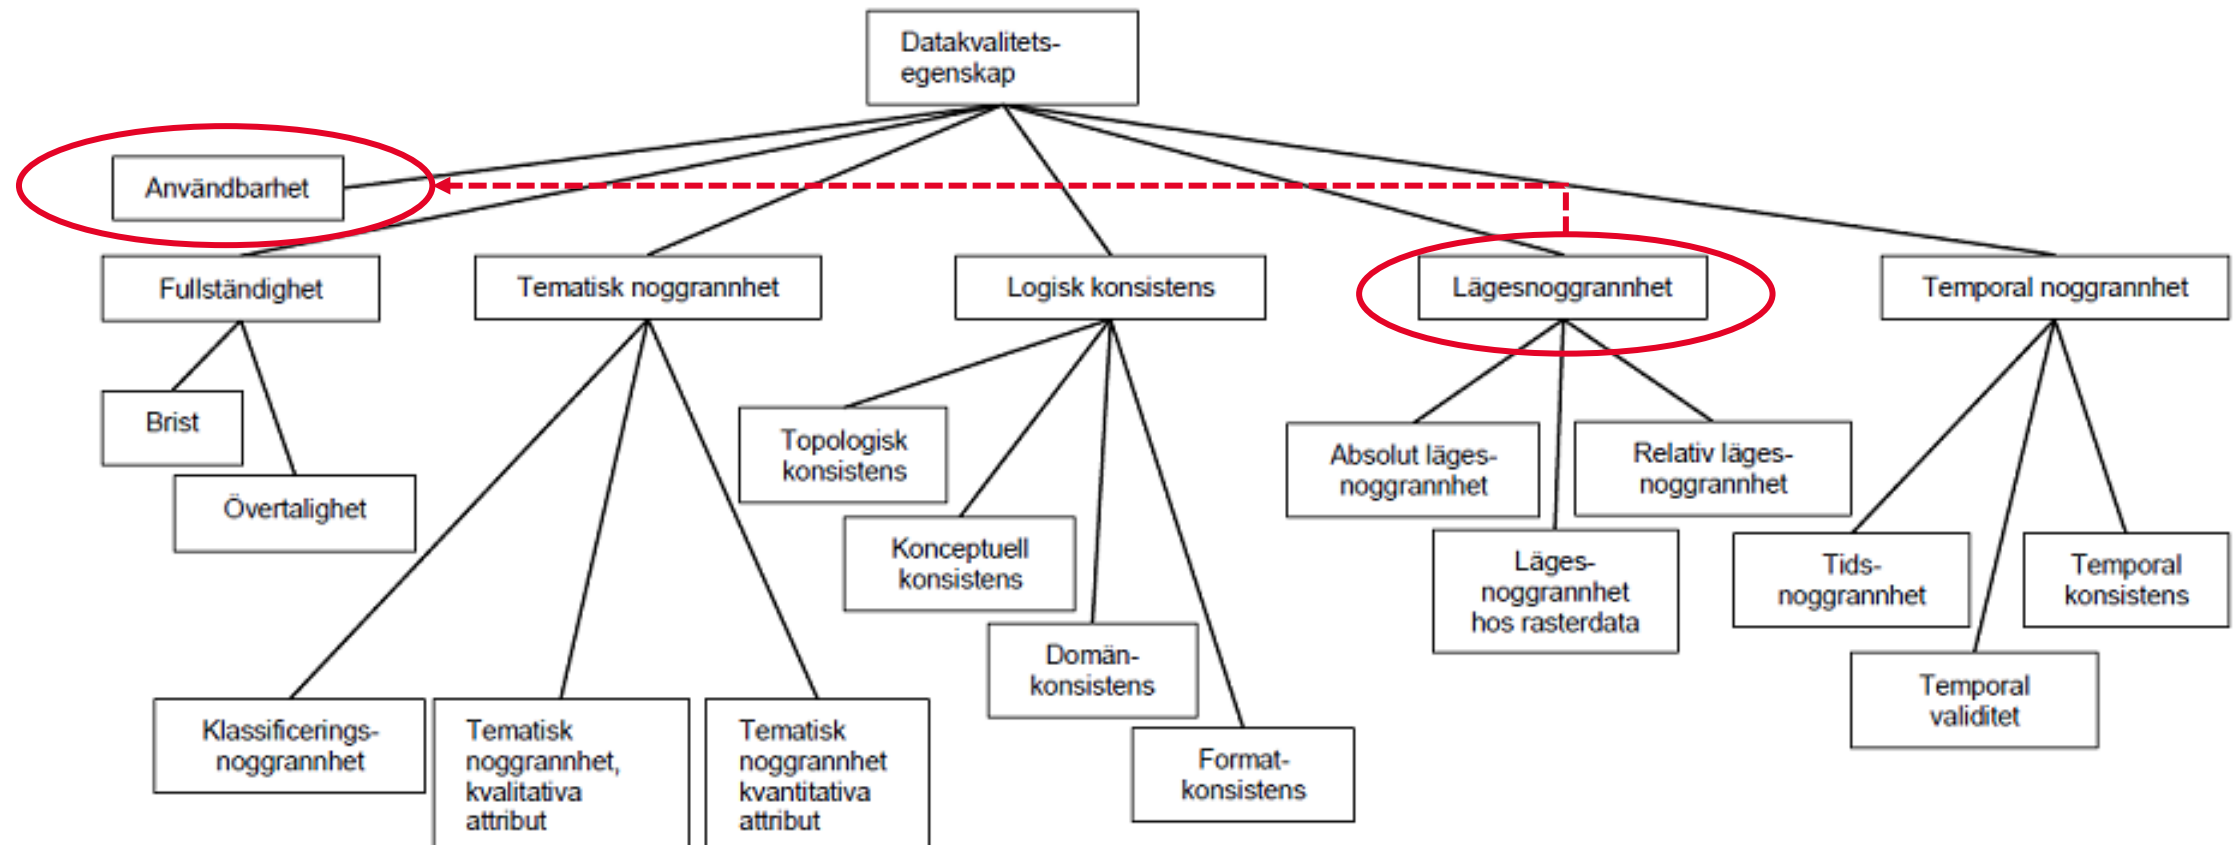 Datakvalitets-
egenskap
Användbarhet
Fullständighet
Tematisk noggrannhet
Logisk konsistens
Lägesnoggrannhet
Temporal noggrannhet
Brist
Övertalighet
Topologisk
konsistens
Konceptuell
konsistens
Domän-
konsistens
Format-
konsistens
Absolut läges-
noggrannhet
Relativ läges-
noggrannhet
Läges-
noggrannhet
hos rasterdata
Tids-
noggrannhet
Temporal
konsistens
Temporal
validitet
Klassificerings-
noggrannhet
Tematisk
noggrannhet,
kvalitativa
attribut
Tematisk
noggrannhet
kvantitativa
attribut